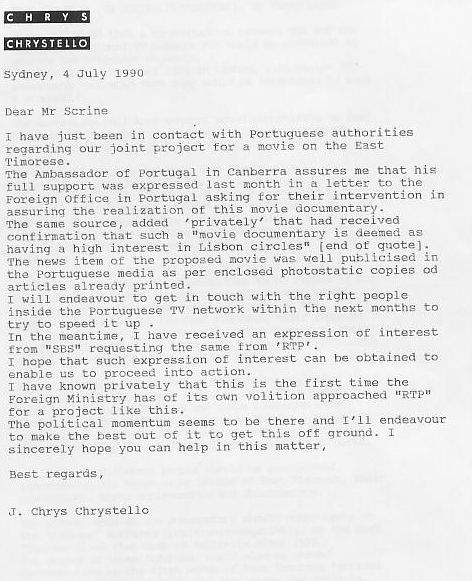 CHRYS
CHRYSTELLO
Sydney, 4 July 1990
Dear Mr Scrine
I have just been in contact with Portuguese authorities
regarding our joint project for a movie on the East
Timorese.
The Ambassador of Portugal in Canberra assures me that his
full support was expressed last month in a letter to the
Foreign Office in Portugal asking for their intervention in
assuring the realization of this movie documentary.
The same source, added 'privately' that had received
confirmation that such a "movie documentary is deemed as
having a high interest in Lisbon circles" [end of quote].
The news item of the proposed movie was well publicised in
the Portuguese media as per enclosed photostatic copies od
articles already printed.
I will endeavour to get in touch with the right people
inside the Portuguese TV network within the next months to
try to speed it up .
In the meantime, I have received an expression of interest
from "SBS" requesting the same from 'RTP'.
I hope that such expression of interest can be obtained to
enable us to proceed into action.
I have known privately that this is the first time the
Foreign Ministry has of its own volition approached "RTP"
for a project like this.
The political momentum seems to be there and I'll endeavour
to make the best out of it to get this off ground. I
sincerely hope you can help in this matter,
Best regards,
J. Chrys Chrystello